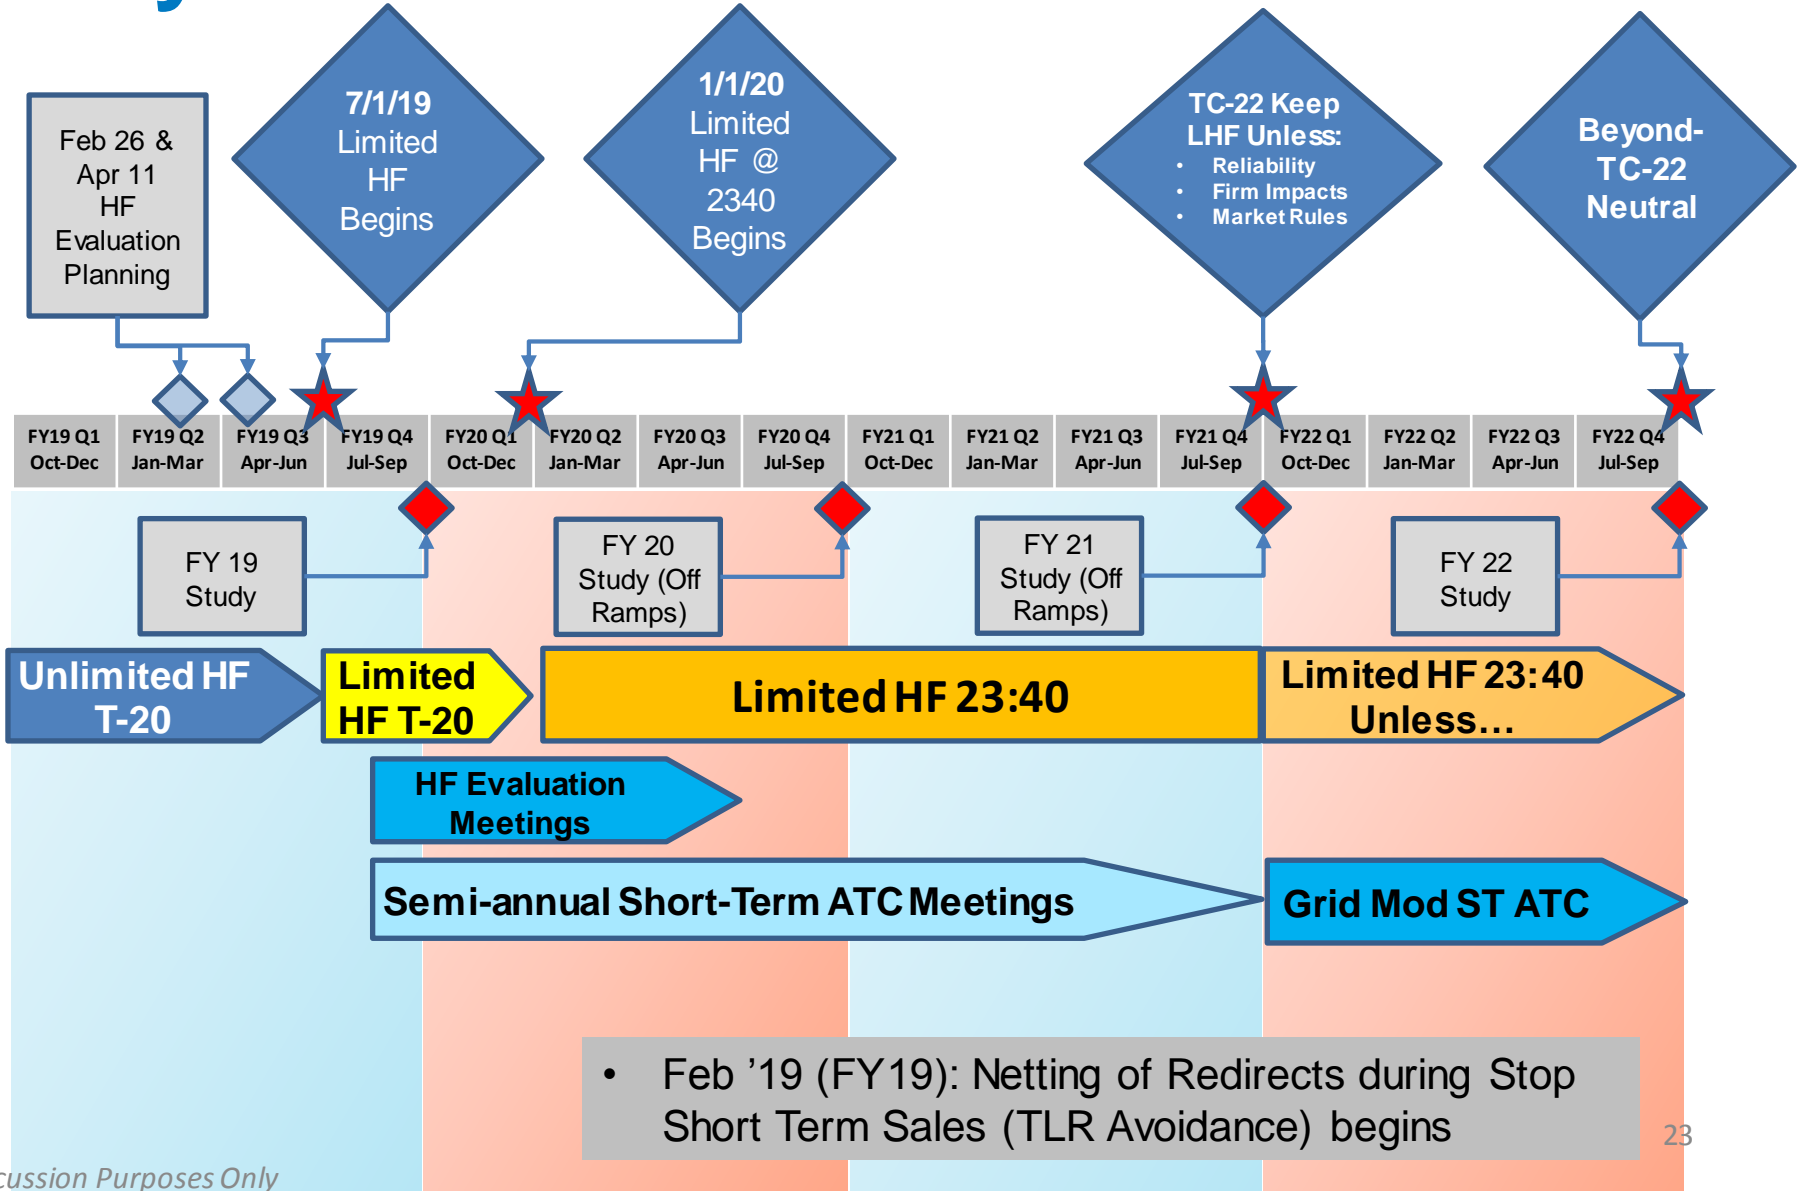 Feb 26 &
Apr 11
HF
Evaluation
Planning
7/1/19
Limited
HF
Begins
1/1/20
Limited
HF @
2340
Begins
TC-22 Keep
LHF Unless:
• Reliability
• Firm Impacts
• Market Rules
Beyond-
TC-22
Neutral
FY19 Q1
Oct-Dec
FY19 Q2
Jan-Mar
FY19 Q3
Apr-Jun
FY19 Q4
Jul-Sep
FY20 Q1
Oct-Dec
FY20 Q2
Jan-Mar
FY20 Q3
Apr-Jun
FY20 Q4
Jul-Sep
FY21 Q1
Oct-Dec
FY21 Q2
Jan-Mar
FY21 Q3
Apr-Jun
FY21 Q4
Jul-Sep
FY22 Q1
Oct-Dec
FY22 Q2
Jan-Mar
FY22 Q3
Apr-Jun
FY22 Q4
Jul-Sep
FY 19
Study
FY 20
Study (Off
Ramps)
FY 21
Study (Off
Ramps)
FY 22
Study
Unlimited HF
T-20
Limited
HF T-20
Limited HF 23:40
Limited HF 23:40
Unless…
HF Evaluation
Meetings
Semi-annual Short-Term ATC Meetings
Grid Mod ST ATC
• Feb ’19 (FY19): Netting of Redirects during Stop
Short Term Sales (TLR Avoidance) begins
23
cussion Purposes Only